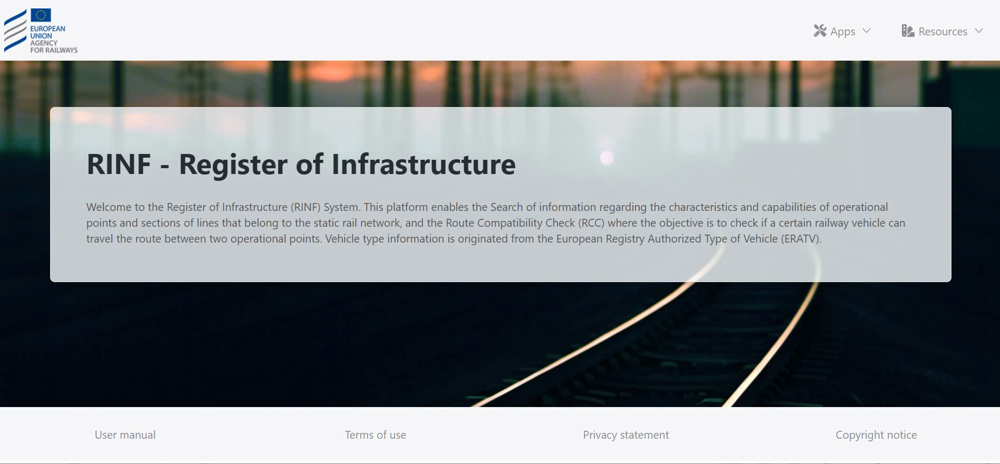 EUROPEAN
UNION
AGENCY
FOR RAILWAYS
Apps
Resources
RINF - Register of Infrastructure
Welcome to the Register of Infrastructure (RINF) System. This platform enables the Search of information regarding the characteristics and capabilities of operational
points and sections of lines that belong to the static rail network, and the Route Compatibility Check (RCC) where the objective is to check if a certain railway vehicle can
travel the route between two operational points. Vehicle type information is originated from the European Registry Authorized Type of Vehicle (ERATV).
User manual
Terms of use
Privacy statement
Copyright notice